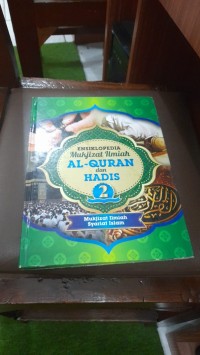 ENSIKLOPEDIA
Mukjizat Ilmiah
AL-QURAN
dan
HADIS
2
Mukjizat Ilmiah
Syariat Islam